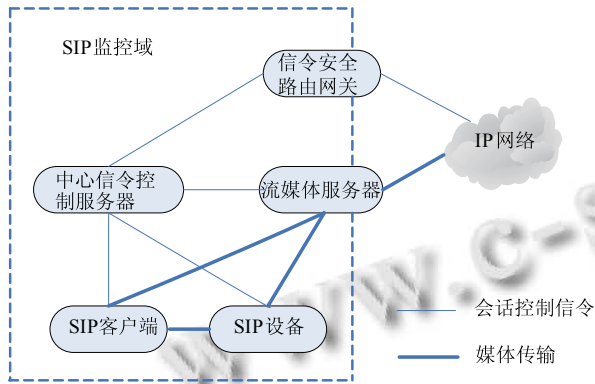 SIP监控域
信令安全
路由网关
IP网络
中心信令控
制服务器
流媒体服务器
SIP客户端
SIP设备
会话控制信令
媒体传输
www.c-s